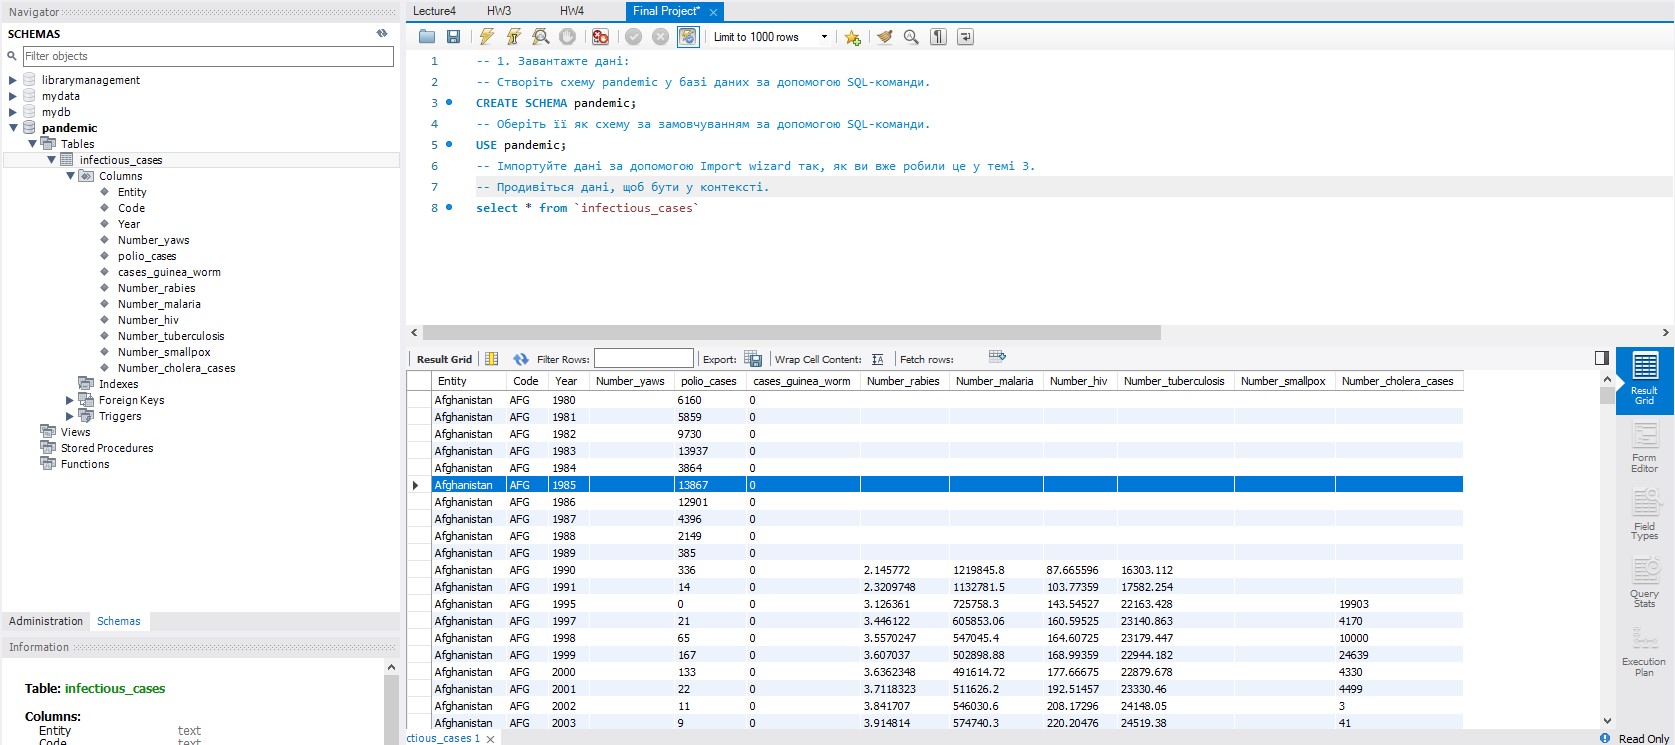 Navigator
SCHEMAS
Filter objects
librarymanagement
mydata
mydb
pandemic
Tables
infectious_cases
Columns
Entity
Code
Year
Number_yaws
polio_cases
cases_guinea_worm
Number_rabies
Number_malaria
Number_hiv
Number_tuberculosis
Number_smallpox
Number_cholera_cases
Indexes
Foreign Keys
Triggers
Views
Stored Procedures
Functions
Administration Schemas
Information
Table: infectious_cases
Columns:
Entity text
Code text
Lecture4 HW3 HW4 Final Project*
Limit to 1000 rows
1 -- 1. Завантажте дані:
2 -- Створіть схему pandemic у базі даних за допомогою SQL-команди.
3 CREATE SCHEMA pandemic;
4 -- Оберіть її як схему за замовчуванням за допомогою SQL-команди.
5 USE pandemic;
6 -- Імпортуйте дані за допомогою Import wizard так, як ви вже робили це у темі 3.
7 -- Продивіться дані, щоб бути у контексті.
8 select * from `infectious_cases`
Result Grid Filter Rows: Export: Wrap Cell Content: Fetch rows:
Entity Code Year Number_yaws polio_cases cases_guinea_worm Number_rabies Number_malaria Number_hiv Number_tuberculosis Number_smallpox Number_cholera_cases
Afghanistan AFG 1980 6160 0
Afghanistan AFG 1981 5859 0
Afghanistan AFG 1982 9730 0
Afghanistan AFG 1983 13937 0
Afghanistan AFG 1984 3864 0
Afghanistan AFG 1985 13867 0
Afghanistan AFG 1986 12901 0
Afghanistan AFG 1987 4396 0
Afghanistan AFG 1988 2149 0
Afghanistan AFG 1989 385 0
Afghanistan AFG 1990 336 0 2.145772 1219845.8 87.665596 16303.112
Afghanistan AFG 1991 14 0 2.3209748 1132781.5 103.77359 17582.254
Afghanistan AFG 1995 0 0 3.126361 725758.3 143.54527 22163.428 19903
Afghanistan AFG 1997 21 0 3.446122 605853.06 160.59525 23140.863 4170
Afghanistan AFG 1998 65 0 3.5570247 547045.4 164.60725 23179.447 10000
Afghanistan AFG 1999 167 0 3.607037 502898.88 168.99359 22944.182 24639
Afghanistan AFG 2000 133 0 3.6362348 491614.72 177.66675 22879.678 4330
Afghanistan AFG 2001 22 0 3.7118323 511626.2 192.51457 23330.46 4499
Afghanistan AFG 2002 11 0 3.841707 546030.6 208.17296 24148.05 3
Afghanistan AFG 2003 9 0 3.914814 574740.3 220.20476 24519.38 41
Result
Grid
Form
Editor
Field
Types
Query
Stats
Execution
Plan
ctious_cases 1
Read Only